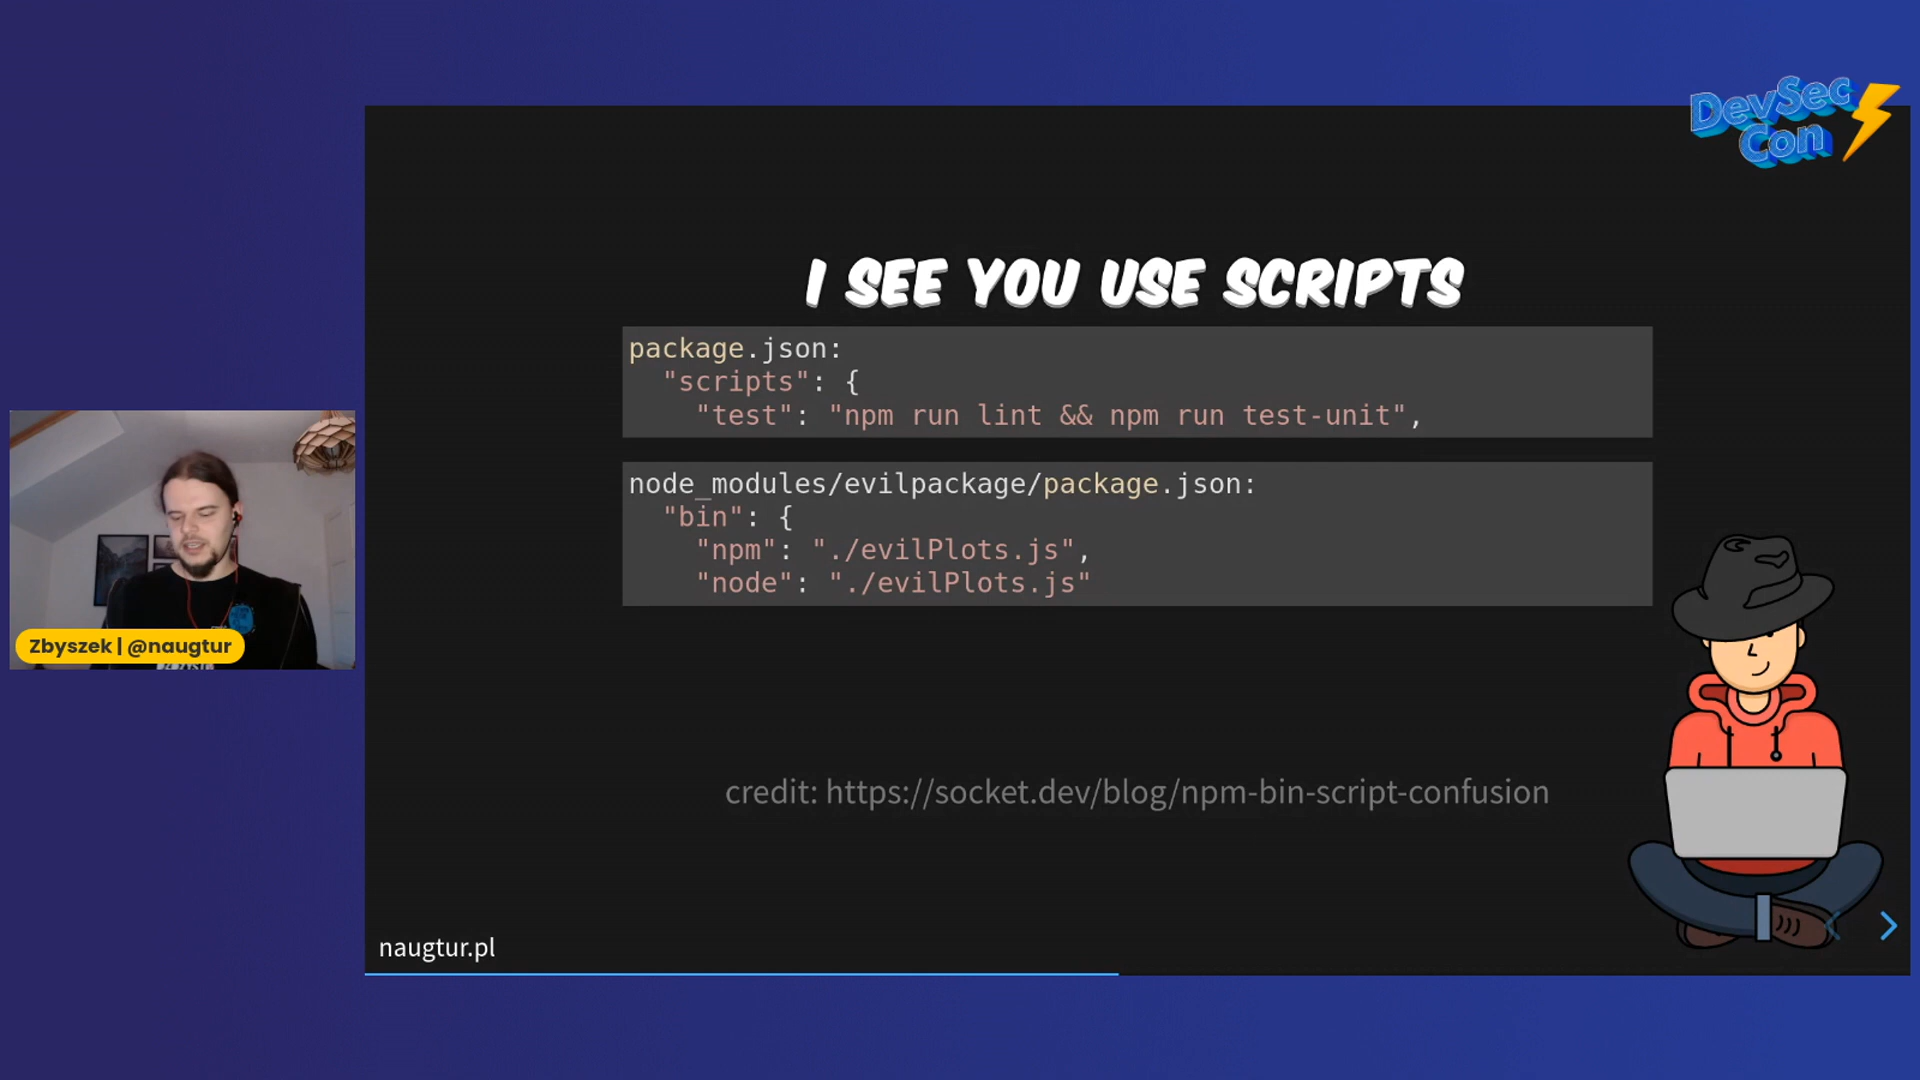 DevSec
Con
I SEE YOU USE SCRIPTS
package.json:
"scripts": {
"test": "npm run lint && npm run test-unit",
node_modules/evilpackage/package.json:
"bin": {
"npm": "./evilPlots.js",
"node": "./evilPlots.js"
Zbyszek | @naugtur
credit: https://socket.dev/blog/npm-bin-script-confusion
naugtur.pl